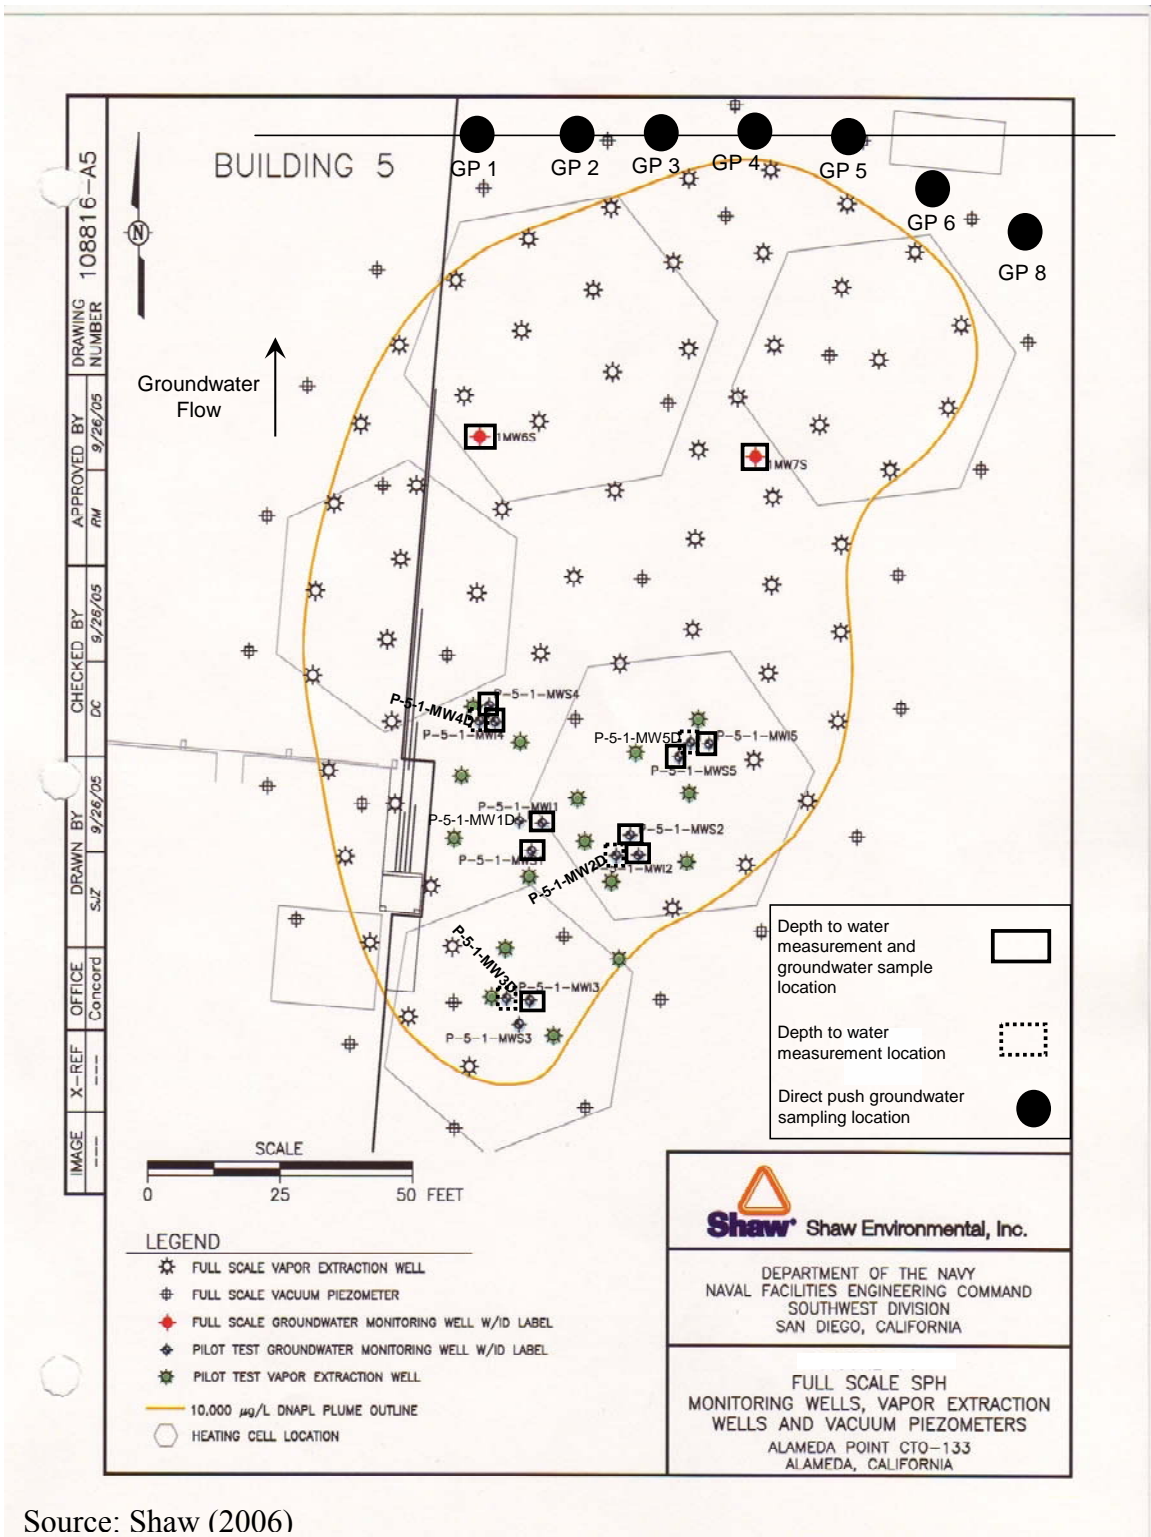 BUILDING 5
GP 1
GP 2
GP 3
GP 4
GP 5
GP 6
GP 8
N
Groundwater
Flow
1MW6S
1MW7S
P-5-1-MWS4
P-5-1-MW4D
P-5-1-MWI4
P-5-1-MW5D
P-5-1-MWI5
P-5-1-MWS5
P-5-1-MWI1
P-5-1-MW1D
P-5-1-MWS2
P-5-1-MWS1
P-5-1-MW2D
-1-MWI2
P-5-1-MW3D
P-5-1-MWI3
P-5-1-MWS3
Depth to water
measurement and
groundwater sample
location
Depth to water
measurement location
Direct push groundwater
sampling location
SCALE
0 25 50 FEET
LEGEND
FULL SCALE VAPOR EXTRACTION WELL
FULL SCALE VACUUM PIEZOMETER
FULL SCALE GROUNDWATER MONITORING WELL W/ID LABEL
PILOT TEST GROUNDWATER MONITORING WELL W/ID LABEL
PILOT TEST VAPOR EXTRACTION WELL
10,000 µg/L DNAPL PLUME OUTLINE
HEATING CELL LOCATION
Shaw® Shaw Environmental, Inc.
DEPARTMENT OF THE NAVY
NAVAL FACILITIES ENGINEERING COMMAND
SOUTHWEST DIVISION
SAN DIEGO, CALIFORNIA
FULL SCALE SPH
MONITORING WELLS, VAPOR EXTRACTION
WELLS AND VACUUM PIEZOMETERS
ALAMEDA POINT CTO-133
ALAMEDA, CALIFORNIA
IMAGE ---
X-REF ---
OFFICE Concord
DRAWN BY SJZ 9/26/05
CHECKED BY DC 9/26/05
APPROVED BY RM 9/26/05
DRAWING NUMBER 108816-A5
Source: Shaw (2006)